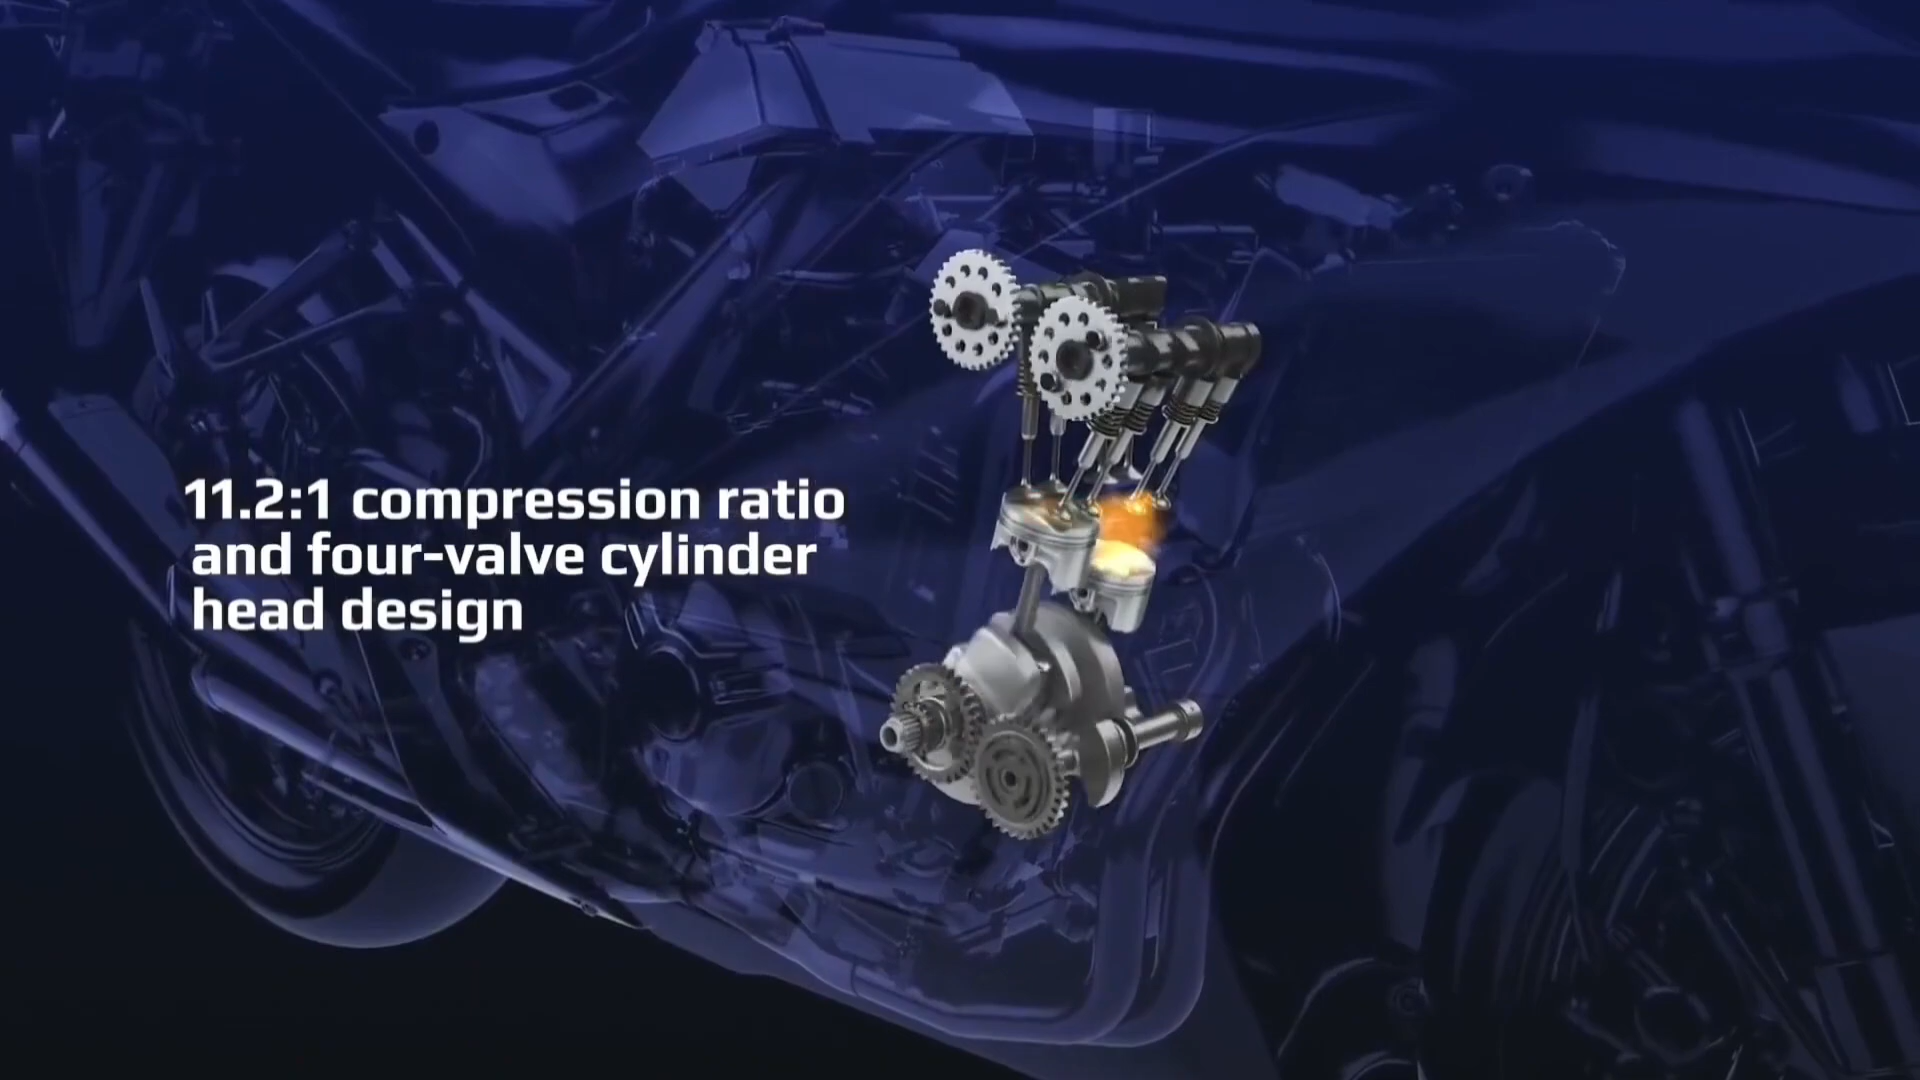 11.2:1 compression ratio
and four-valve cylinder
head design